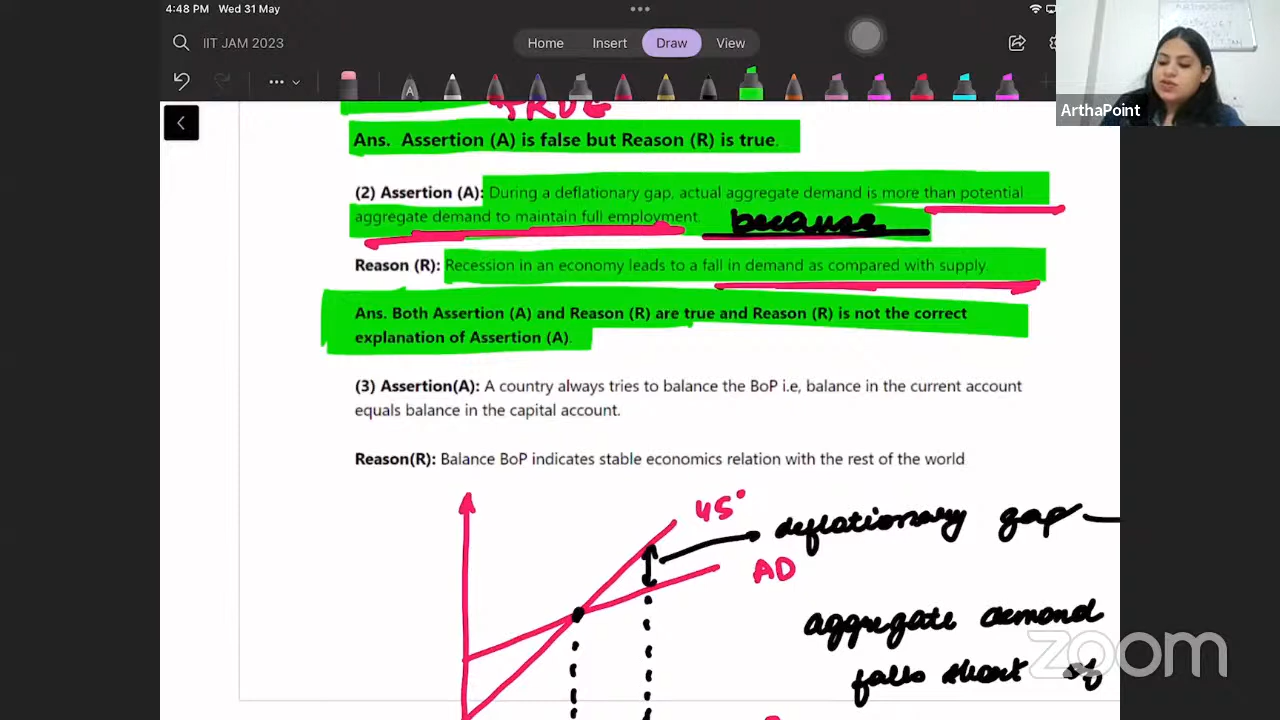 4:48 PM Wed 31 May
IIT JAM 2023
Home Insert Draw View
ArthaPoint
TRUE
Ans. Assertion (A) is false but Reason (R) is true.
(2) Assertion (A): During a deflationary gap, actual aggregate demand is more than potential
aggregate demand to maintain full employment.
because
Reason (R): Recession in an economy leads to a fall in demand as compared with supply.
Ans. Both Assertion (A) and Reason (R) are true and Reason (R) is not the correct
explanation of Assertion (A).
(3) Assertion(A): A country always tries to balance the BoP i.e, balance in the current account
equals balance in the capital account.
Reason(R): Balance BoP indicates stable economics relation with the rest of the world
45°
deflationary gap
AD
aggregate demand
falls short of
zoom